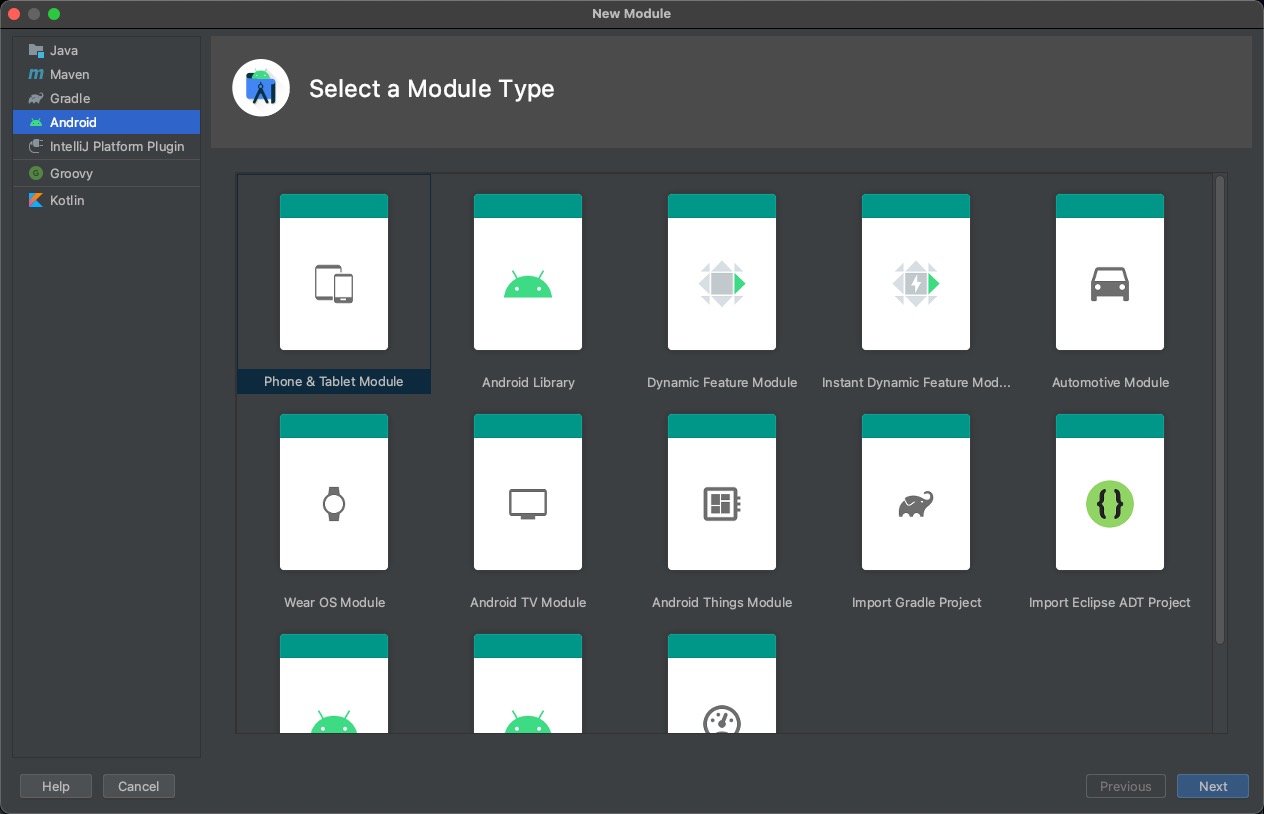 New Module
Java
Maven
Gradle
Android
IntelliJ Platform Plugin
Groovy
Kotlin
Select a Module Type
Phone & Tablet Module
Android Library
Dynamic Feature Module
Instant Dynamic Feature Mod...
Automotive Module
Wear OS Module
Android TV Module
Android Things Module
Import Gradle Project
Import Eclipse ADT Project
Help
Cancel
Previous
Next